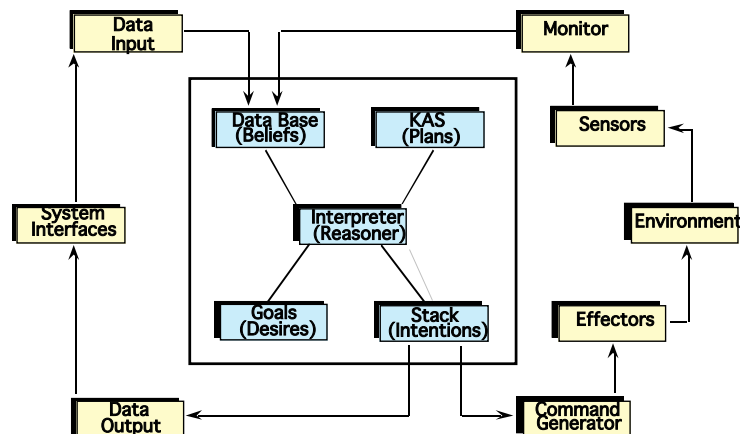 Data
Input
Monitor
Data Base
(Beliefs)
KAS
(Plans)
Sensors
System
Interfaces
Interpreter
(Reasoner)
Environment
Goals
(Desires)
Stack
(Intentions)
Effectors
Data
Output
Command
Generator